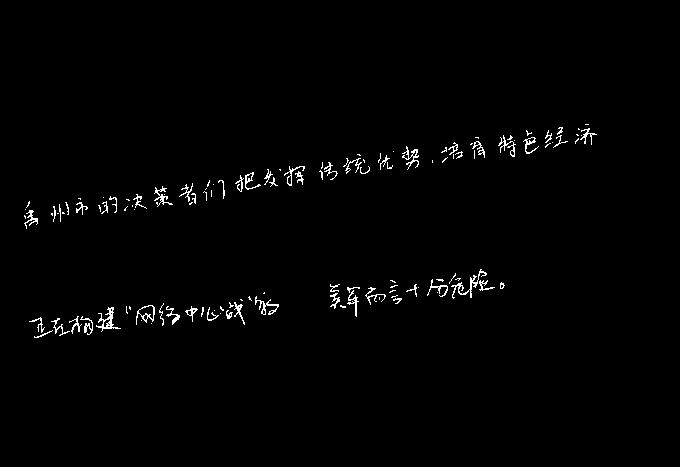 禹州市的决策者们把发挥传统优势，培育特色经济
正在构建“网络中心战”的 美军而言十分危险。